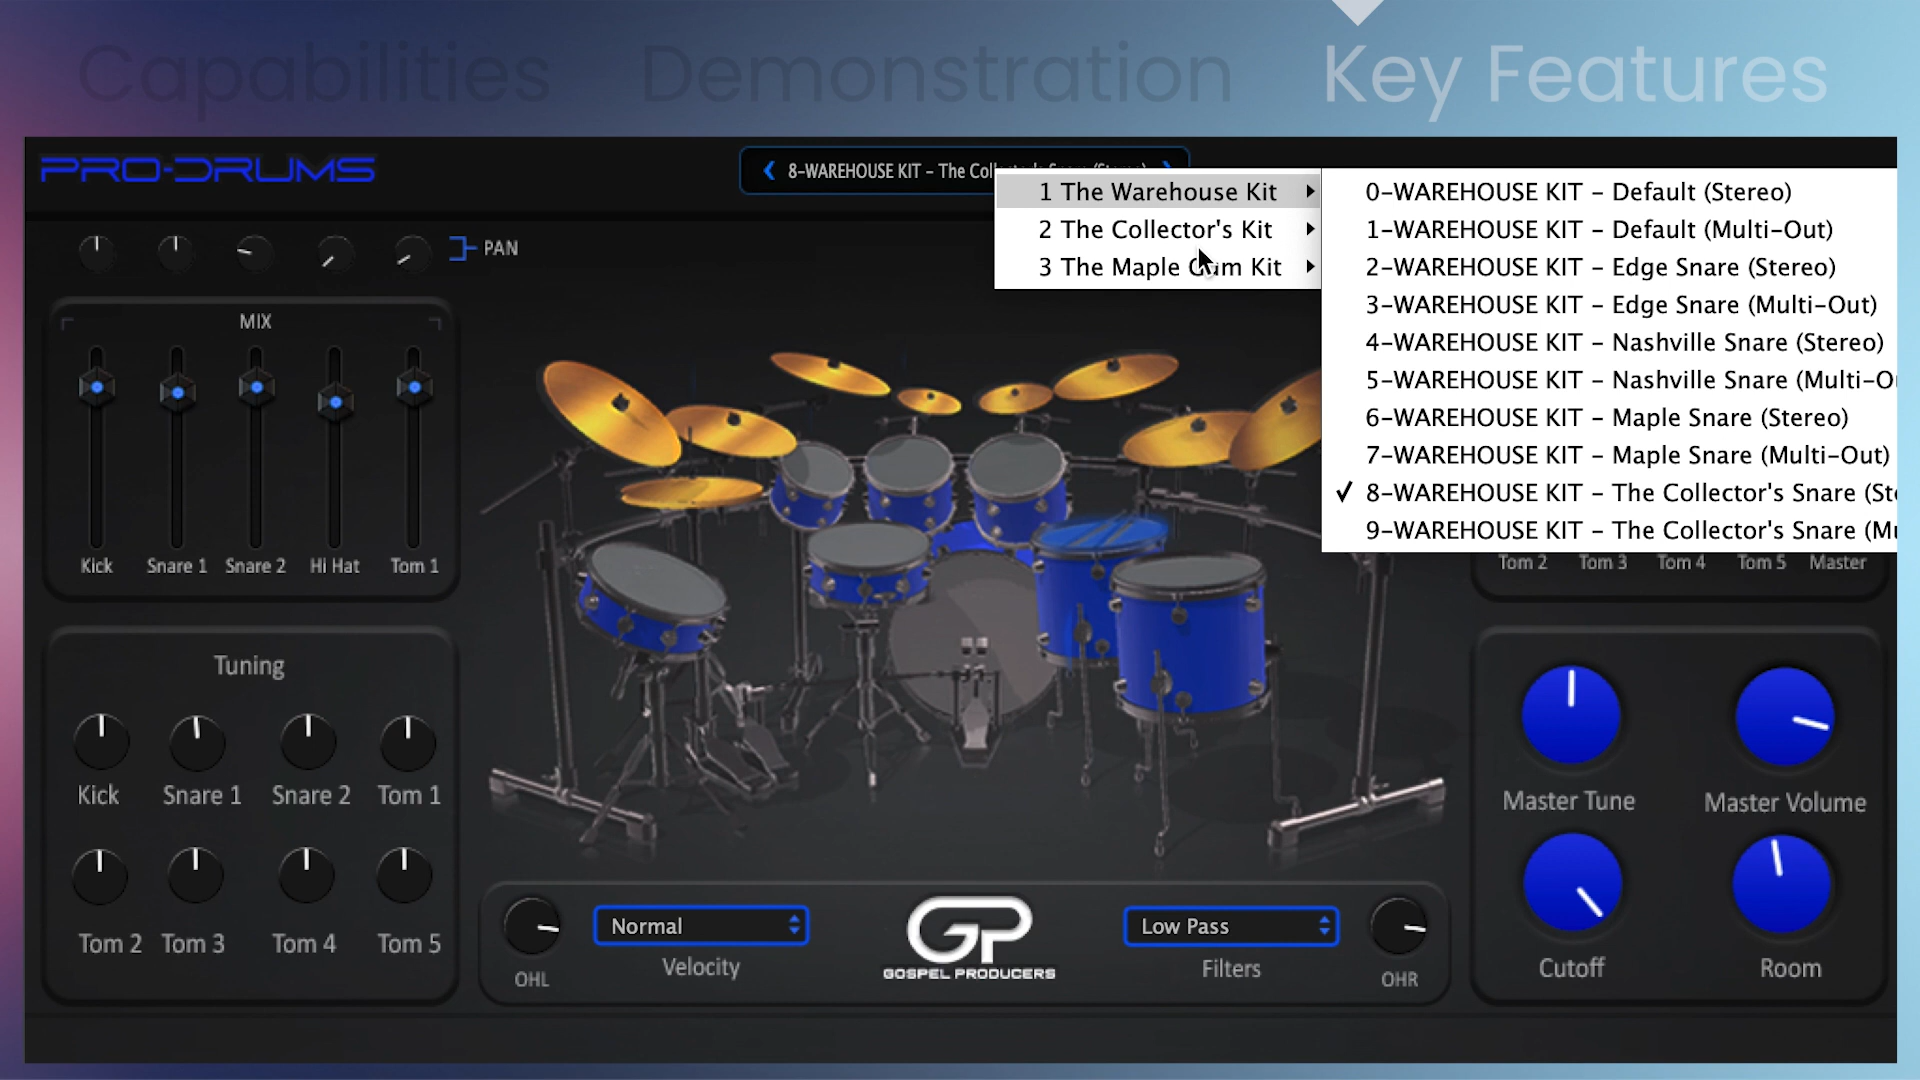 Capabilities Demonstration Key Features
PRO-DRUMS
8-WAREHOUSE KIT – The Collector's Snare (Stereo)
1 The Warehouse Kit
2 The Collector's Kit
3 The Maple Gum Kit
0-WAREHOUSE KIT – Default (Stereo)
1-WAREHOUSE KIT – Default (Multi-Out)
2-WAREHOUSE KIT – Edge Snare (Stereo)
3-WAREHOUSE KIT – Edge Snare (Multi-Out)
4-WAREHOUSE KIT – Nashville Snare (Stereo)
5-WAREHOUSE KIT – Nashville Snare (Multi-O
6-WAREHOUSE KIT – Maple Snare (Stereo)
7-WAREHOUSE KIT – Maple Snare (Multi-Out)
✓ 8-WAREHOUSE KIT – The Collector's Snare (Ste
9-WAREHOUSE KIT – The Collector's Snare (Mu
PAN
MIX
Kick Snare 1 Snare 2 Hi Hat Tom 1
Tom 2 Tom 3 Tom 4 Tom 5 Master
Tuning
Kick Snare 1 Snare 2 Tom 1
Tom 2 Tom 3 Tom 4 Tom 5
OHL
Normal
Velocity
GP
GOSPEL PRODUCERS
Low Pass
Filters
OHR
Master Tune Master Volume
Cutoff Room